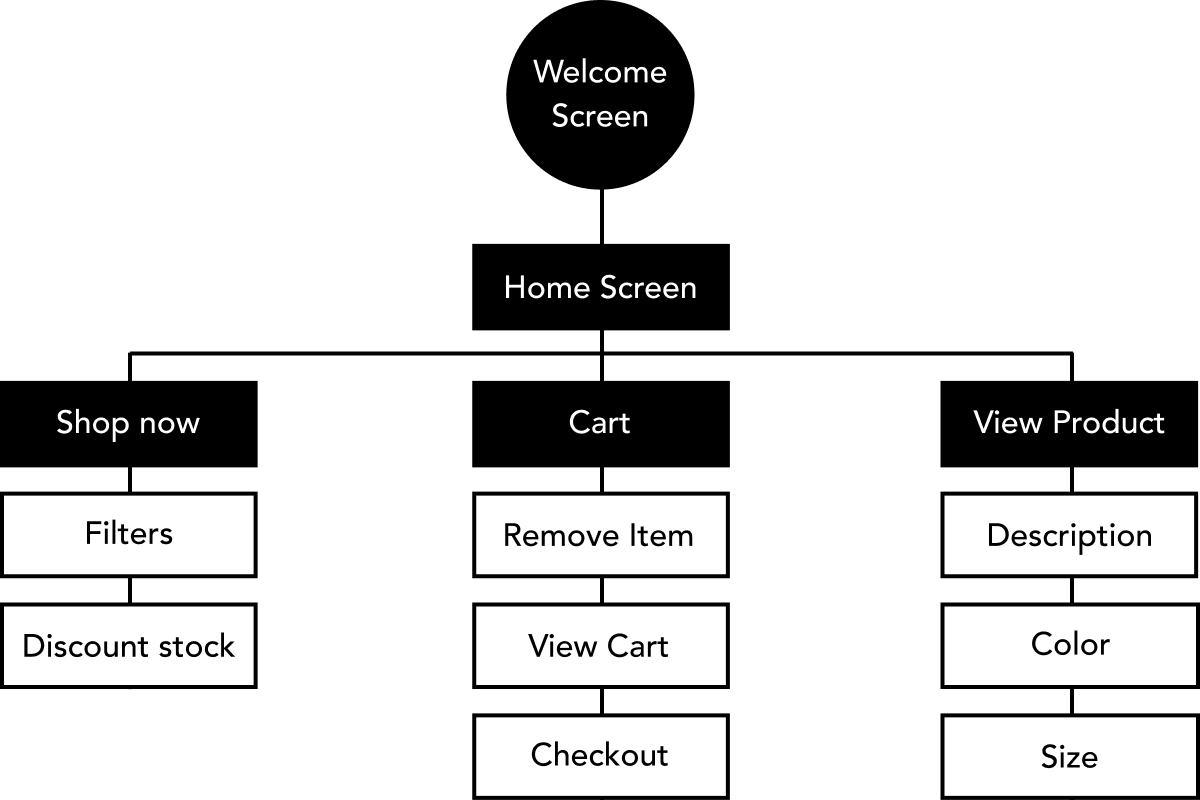 Welcome
Screen
Home Screen
Shop now
Cart
View Product
Filters
Remove Item
Description
Discount stock
View Cart
Color
Checkout
Size